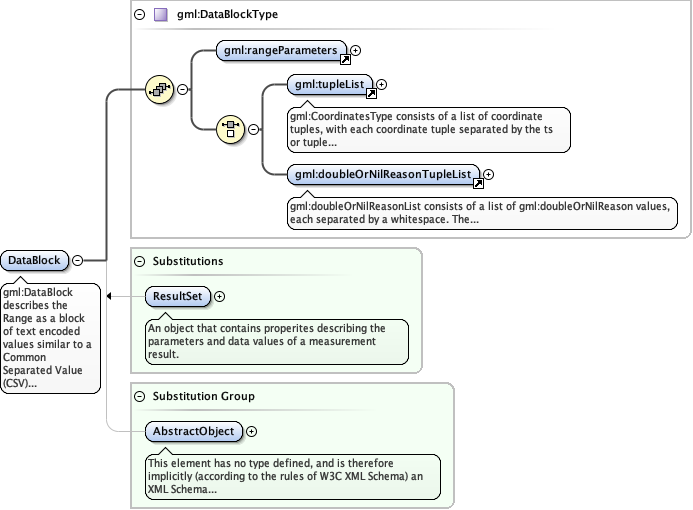 gml:DataBlockType
gml:rangeParameters
gml:tupleList
gml:CoordinatesType consists of a list of coordinate
tuples, with each coordinate tuple separated by the ts
or tuple...
gml:doubleOrNilReasonTupleList
gml:doubleOrNilReasonList consists of a list of gml:doubleOrNilReason values,
each separated by a whitespace. The...
DataBlock
gml:DataBlock
describes the
Range as a block
of text encoded
values similar to a
Common
Separated Value
(CSV)...
Substitutions
ResultSet
An object that contains properites describing the
parameters and data values of a measurement
result.
Substitution Group
AbstractObject
This element has no type defined, and is therefore
implicitly (according to the rules of W3C XML Schema) an
XML Schema...